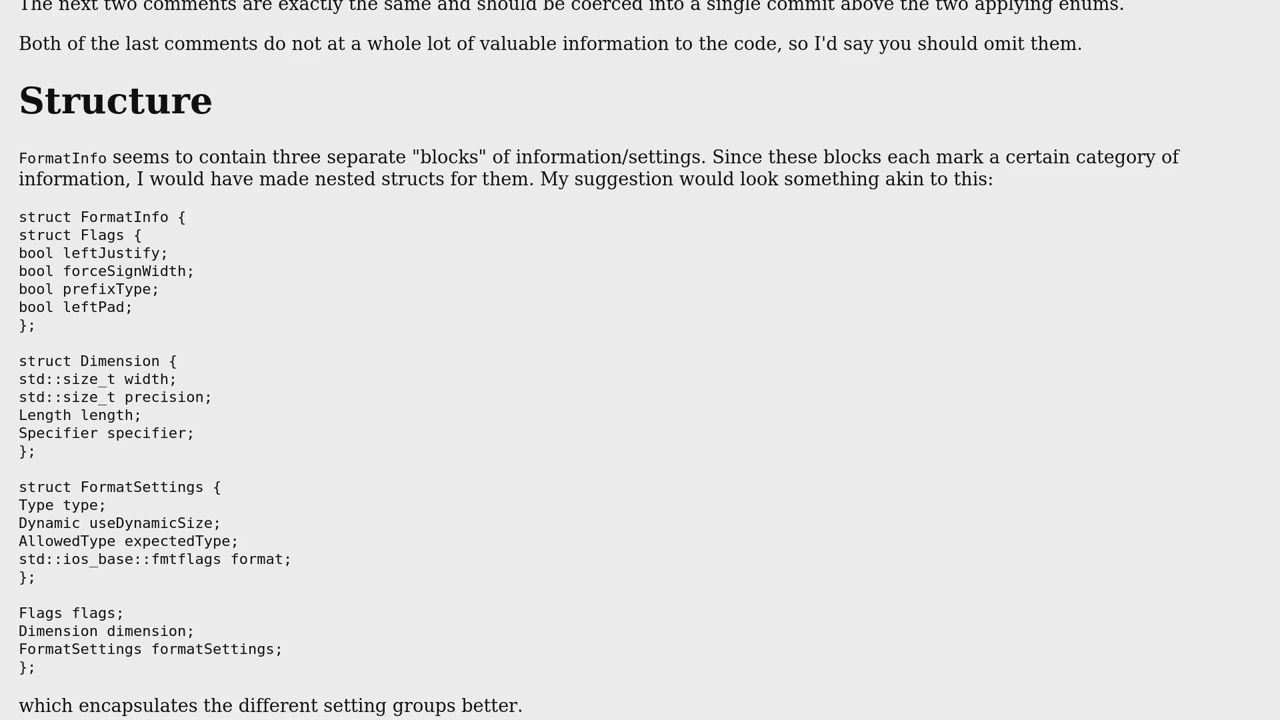 The next two comments are exactly the same and should be coerced into a single commit above the two applying enums.
Both of the last comments do not at a whole lot of valuable information to the code, so I'd say you should omit them.
Structure
FormatInfo seems to contain three separate "blocks" of information/settings. Since these blocks each mark a certain category of
information, I would have made nested structs for them. My suggestion would look something akin to this:
struct FormatInfo {
struct Flags {
bool leftJustify;
bool forceSignWidth;
bool prefixType;
bool leftPad;
};
struct Dimension {
std::size_t width;
std::size_t precision;
Length length;
Specifier specifier;
};
struct FormatSettings {
Type type;
Dynamic useDynamicSize;
AllowedType expectedType;
std::ios_base::fmtflags format;
};
Flags flags;
Dimension dimension;
FormatSettings formatSettings;
};
which encapsulates the different setting groups better.